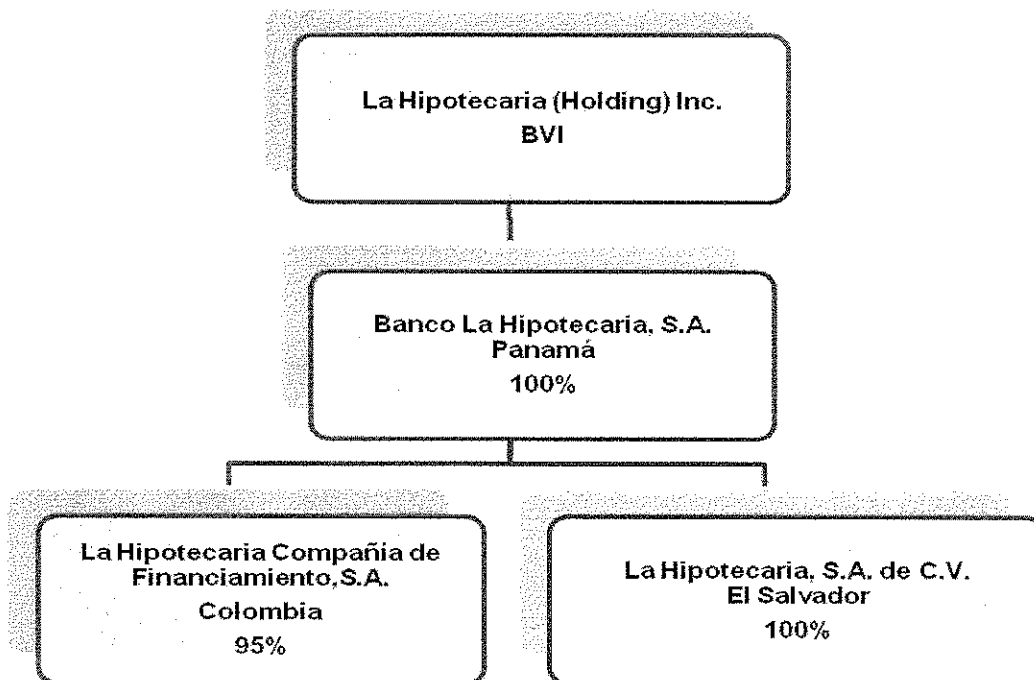 La Hipotecaria (Holding) Inc.
BVI
Banco La Hipotecaria, S.A.
Panamá
100%
La Hipotecaria Compañia de
Financiamiento, S.A.
Colombia
95%
La Hipotecaria, S.A. de C.V.
El Salvador
100%